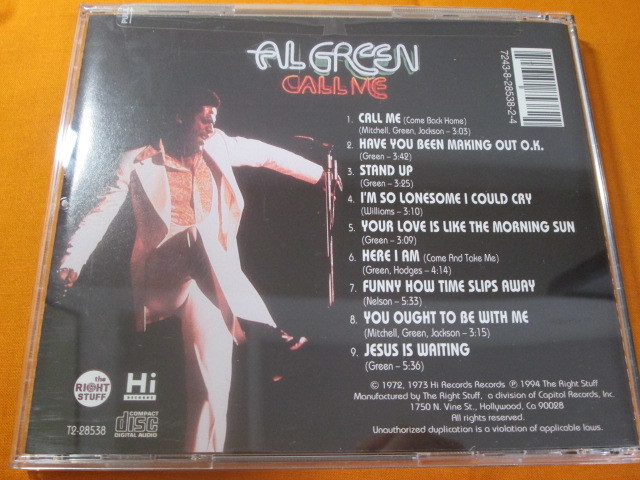 PULL
AL GREEN
CALL ME
7243-8-28538-2-4
1. CALL ME (Come Back Home)
(Mitchell, Green, Jackson – 3:03)
2. HAVE YOU BEEN MAKING OUT O.K.
(Green – 3:42)
3. STAND UP
(Green – 3:25)
4. I'M SO LONESOME I COULD CRY
(Williams – 3:10)
5. YOUR LOVE IS LIKE THE MORNING SUN
(Green – 3:09)
6. HERE I AM (Come And Take Me)
(Green, Hodges – 4:14)
7. FUNNY HOW TIME SLIPS AWAY
(Nelson – 5:33)
8. YOU OUGHT TO BE WITH ME
(Mitchell, Green, Jackson – 3:15)
9. JESUS IS WAITING
(Green – 5:36)
the
RIGHT
STUFF
Hi
RECORDS
COMPACT
disc
DIGITAL AUDIO
T2-28538
© 1972, 1973 Hi Records Records ℗ 1994 The Right Stuff
Manufactured by The Right Stuff, a division of Capitol Records, Inc.
1750 N. Vine St., Hollywood, Ca 90028
All rights reserved.
Unauthorized duplication is a violation of applicable laws.